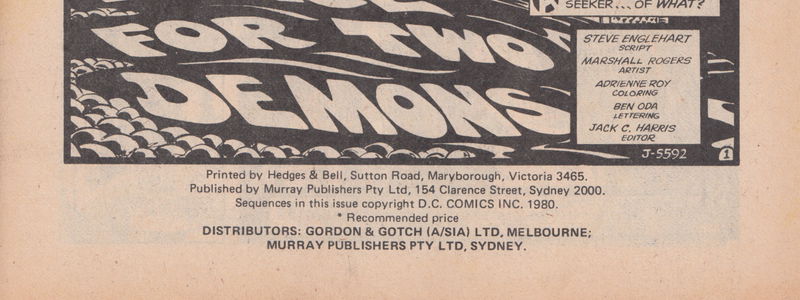 SEEKER...OF WHAT?
FOR TWO
DEMONS
STEVE ENGLEHART
SCRIPT
MARSHALL ROGERS
ARTIST
ADRIENNE ROY
COLORING
BEN ODA
LETTERING
JACK C. HARRIS
EDITOR
J-5592
1
Printed by Hedges & Bell, Sutton Road, Maryborough, Victoria 3465.
Published by Murray Publishers Pty Ltd, 154 Clarence Street, Sydney 2000.
Sequences in this issue copyright D.C. COMICS INC. 1980.
* Recommended price
DISTRIBUTORS: GORDON & GOTCH (A/SIA) LTD, MELBOURNE;
MURRAY PUBLISHERS PTY LTD, SYDNEY.